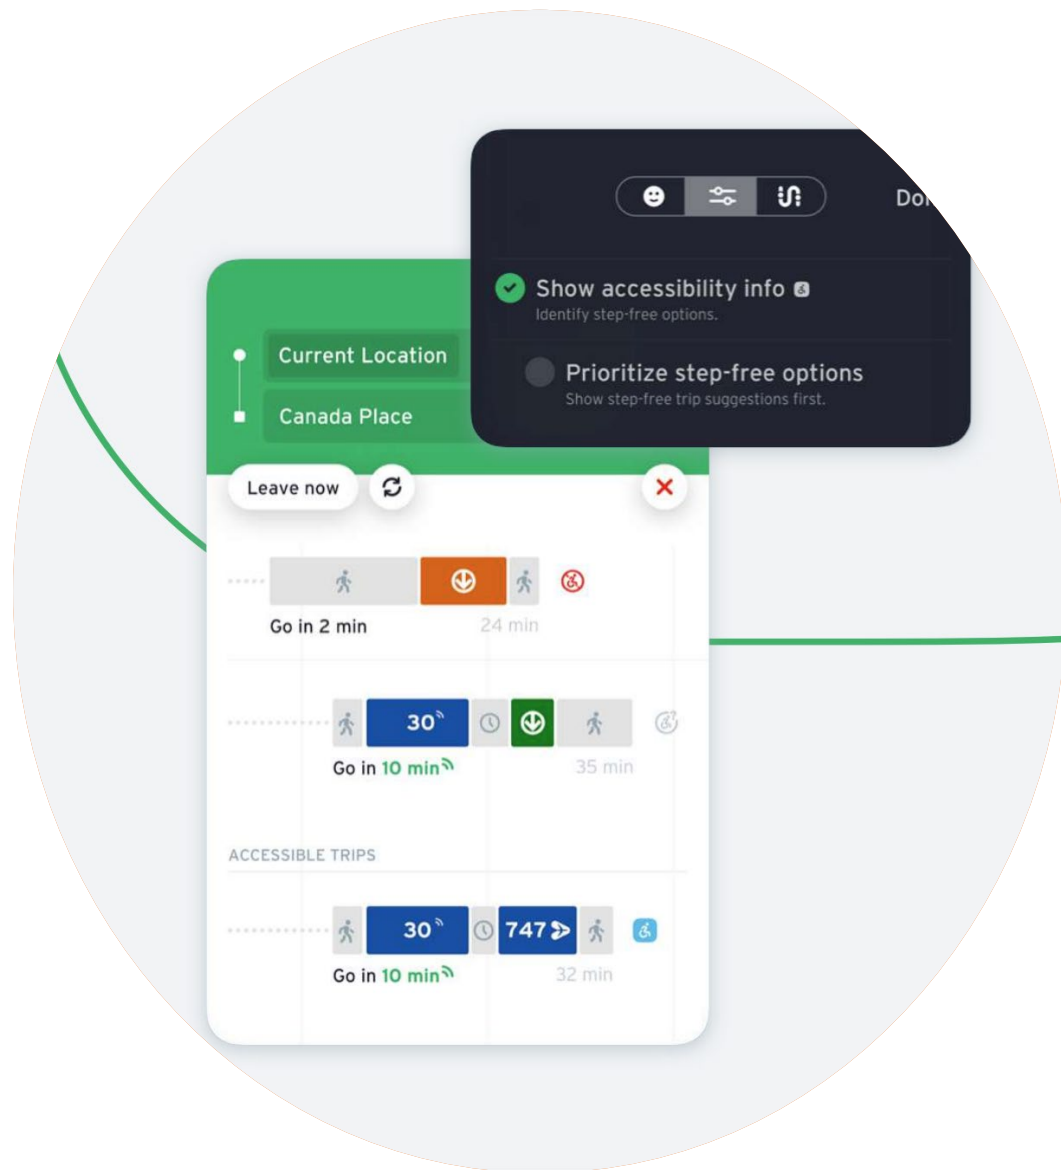 Show accessibility info
Identify step-free options.
Prioritize step-free options
Show step-free trip suggestions first.
Current Location
Canada Place
Leave now
Go in 2 min
24 min
30
Go in 10 min
35 min
ACCESSIBLE TRIPS
30 747
Go in 10 min
32 min